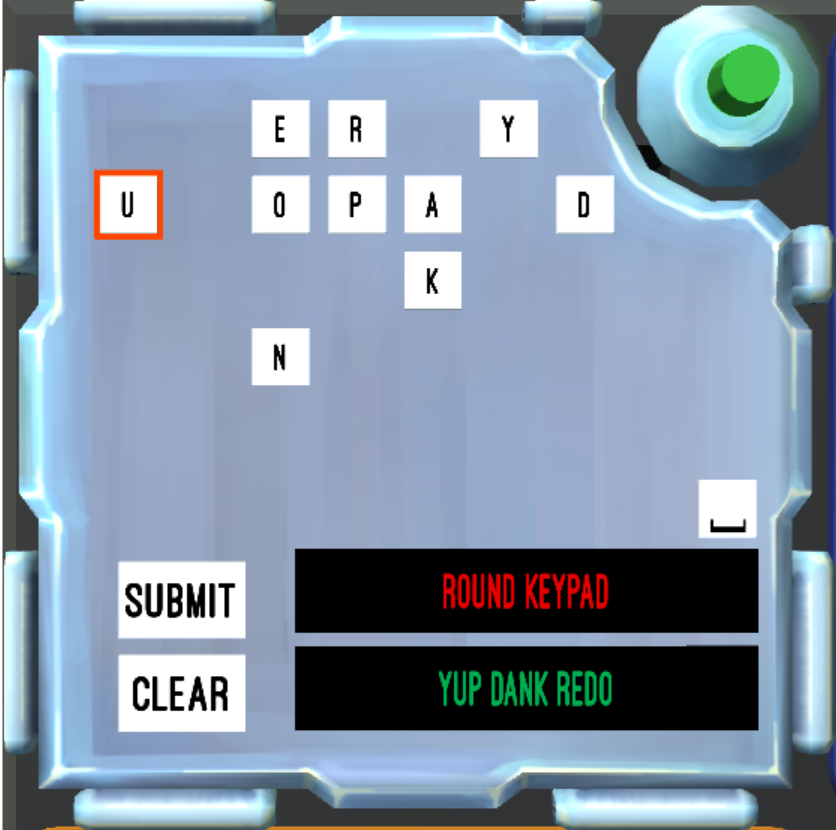 E R Y
U O P A D
K
N
SUBMIT
ROUND KEYPAD
CLEAR
YUP DANK REDO